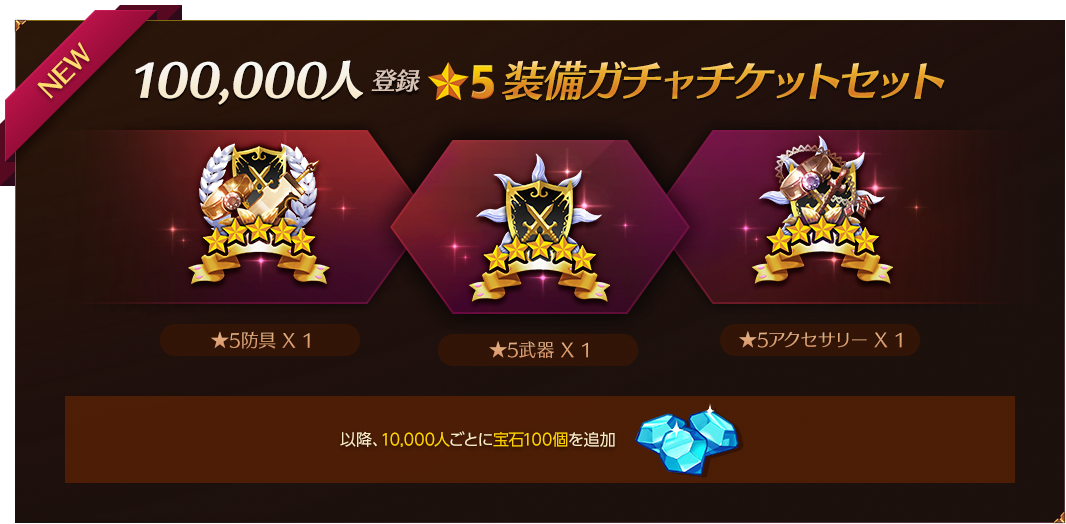 NEW
100,000人 登録 ★5 装備ガチャチケットセット
★5防具 X 1
★5武器 X 1
★5アクセサリー X 1
以降、10,000人ごとに宝石100個を追加